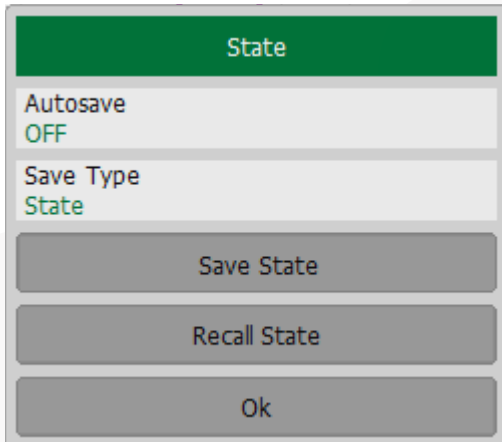 State
Autosave
OFF
Save Type
State
Save State
Recall State
Ok